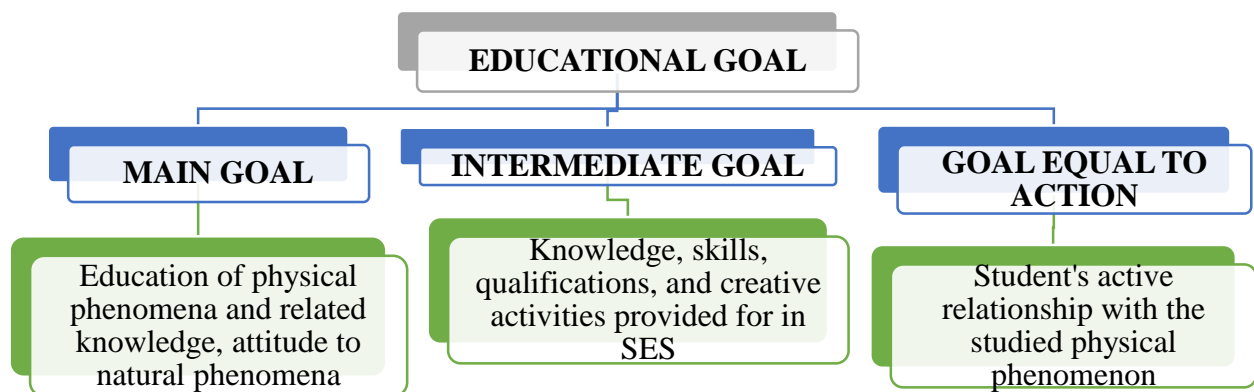 EDUCATIONAL GOAL
MAIN GOAL
Education of physical
phenomena and related
knowledge, attitude to
natural phenomena
INTERMEDIATE GOAL
Knowledge, skills,
qualifications, and creative
activities provided for in
SES
GOAL EQUAL TO
ACTION
Student's active
relationship with the
studied physical
phenomenon